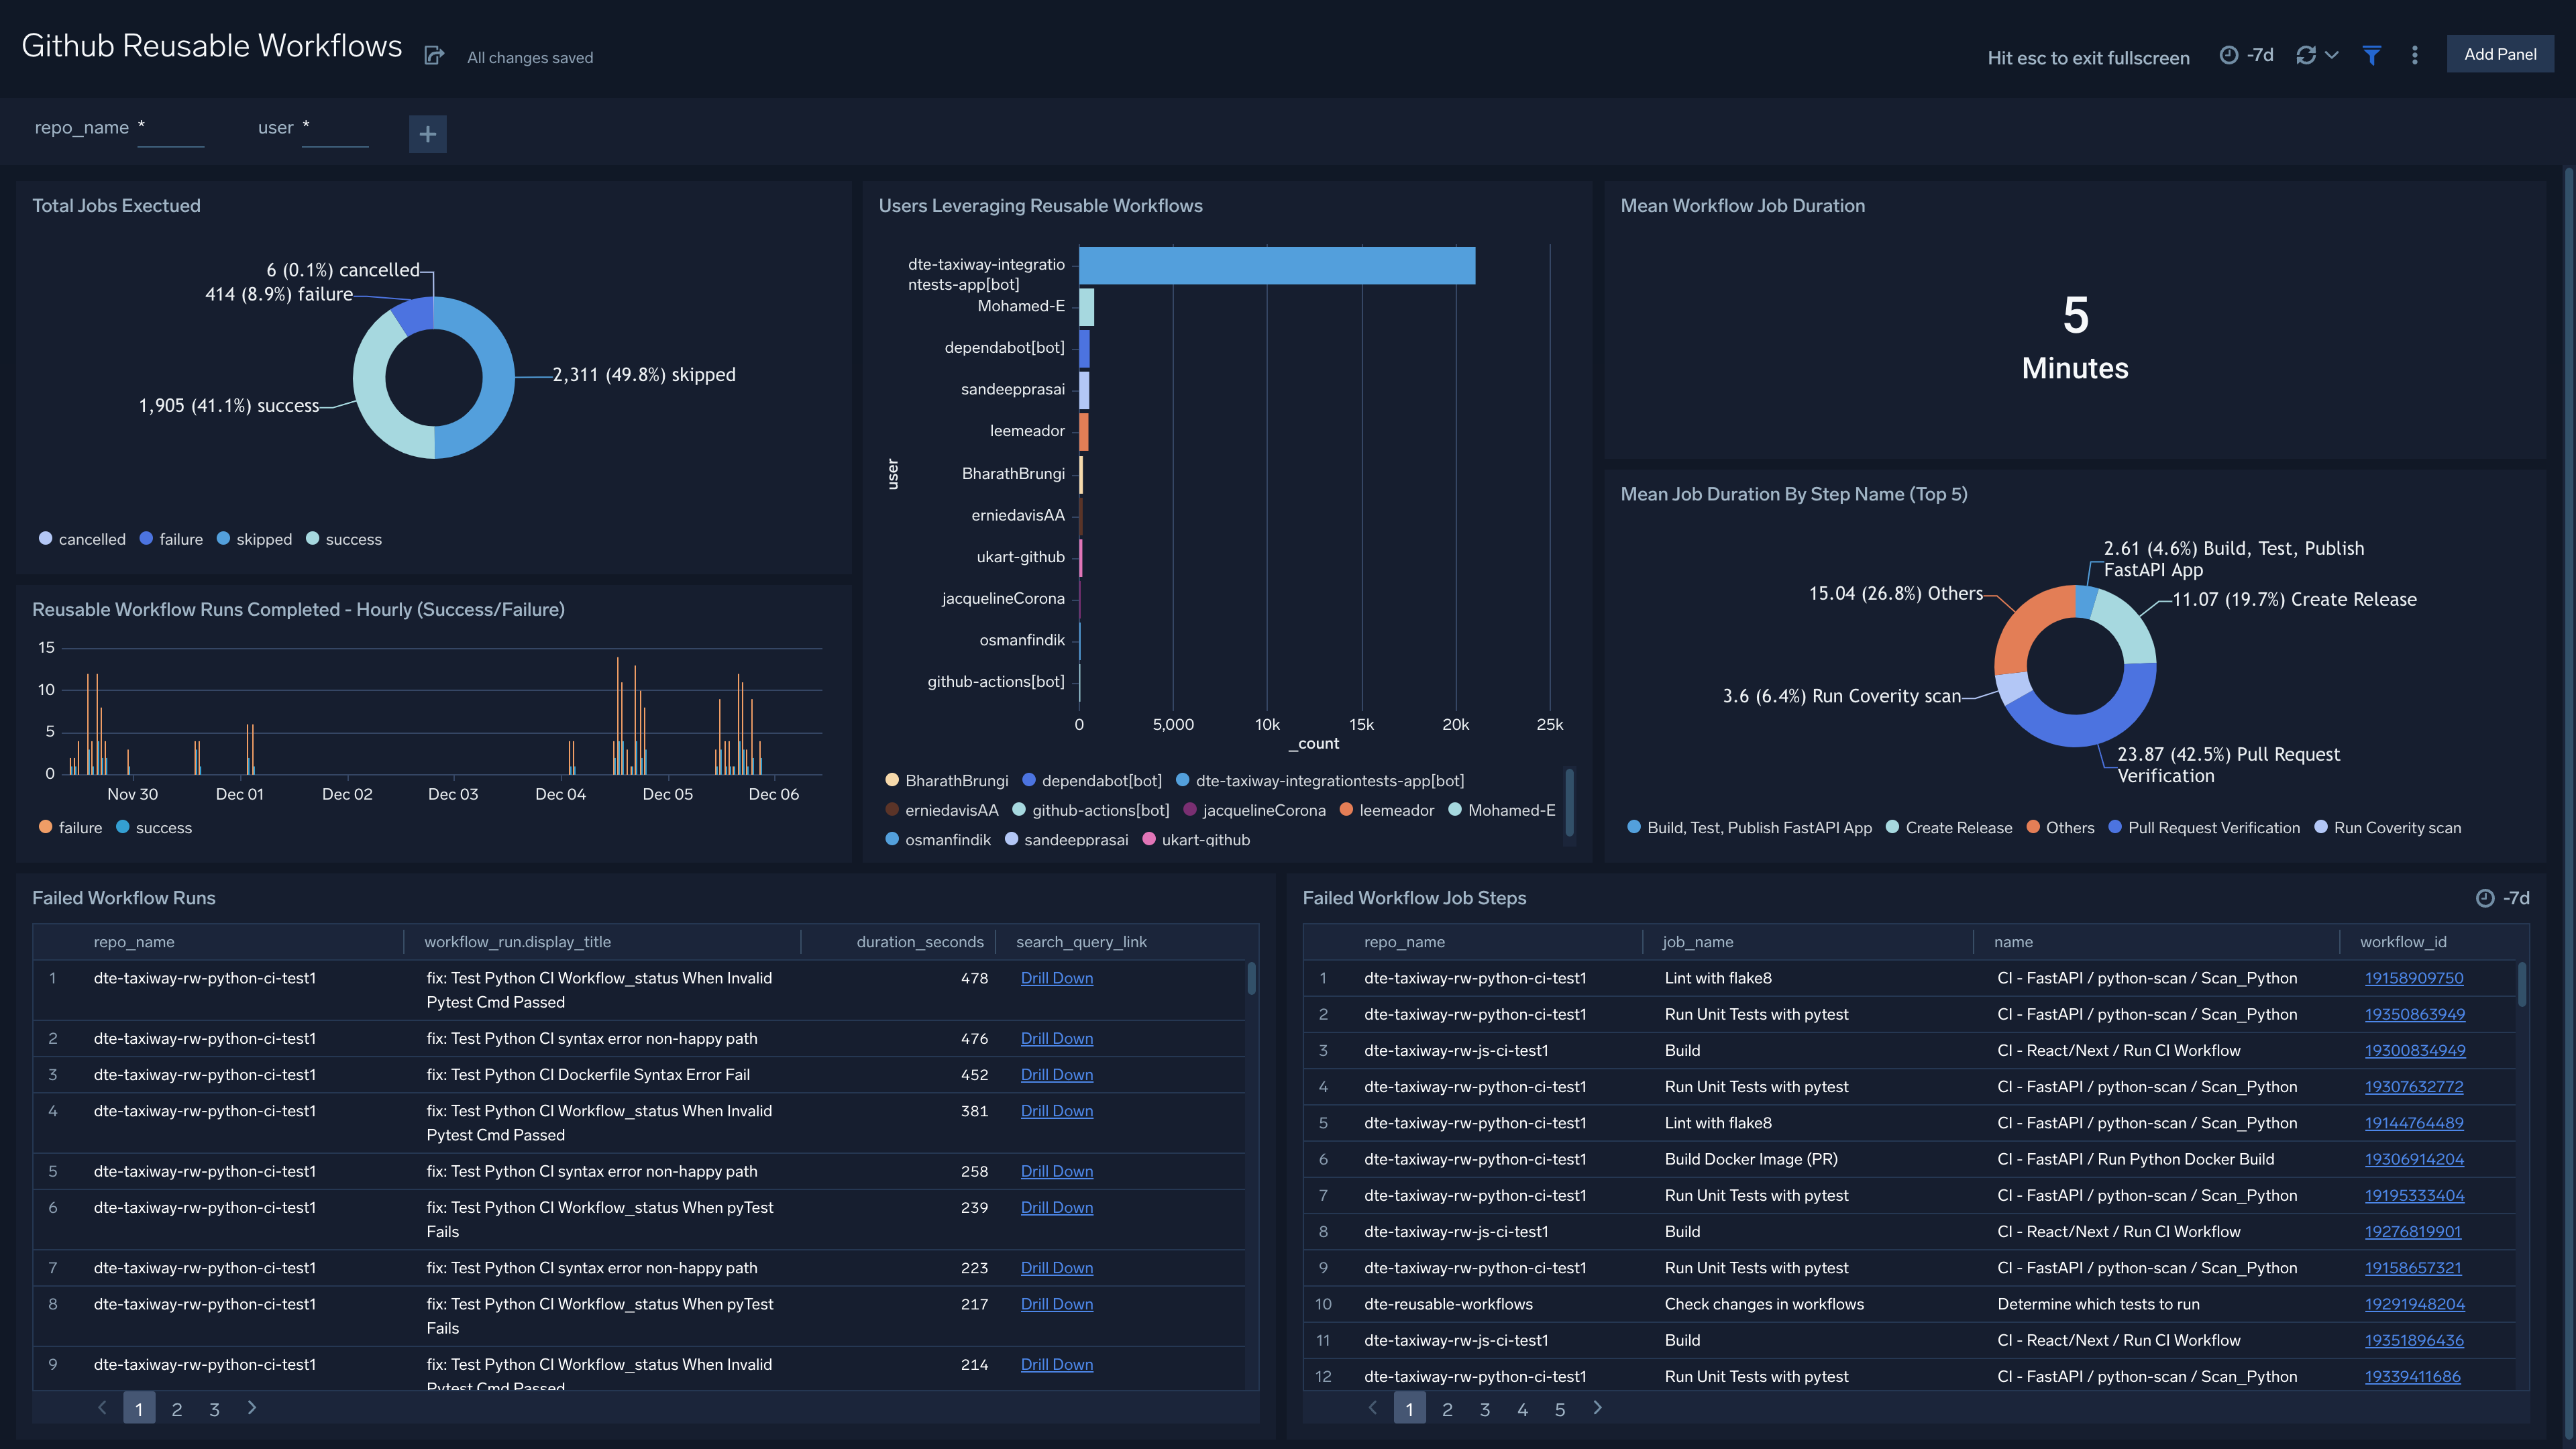 Github Reusable Workflows
All changes saved
Hit esc to exit fullscreen
-7d
Add Panel
repo_name *
user *
+
Total Jobs Exectued
6 (0.1%) cancelled
414 (8.9%) failure
2,311 (49.8%) skipped
1,905 (41.1%) success
cancelled failure skipped success
Reusable Workflow Runs Completed - Hourly (Success/Failure)
15
10
5
0
Nov 30 Dec 01 Dec 02 Dec 03 Dec 04 Dec 05 Dec 06
failure success
Users Leveraging Reusable Workflows
user
dte-taxiway-integratio
ntests-app[bot]
Mohamed-E
dependabot[bot]
sandeepprasai
leemeador
BharathBrungi
erniedavisAA
ukart-github
jacquelineCorona
osmanfindik
github-actions[bot]
0 5,000 10k 15k 20k 25k
_count
BharathBrungi dependabot[bot] dte-taxiway-integrationtests-app[bot]
erniedavisAA github-actions[bot] jacquelineCorona leemeador Mohamed-E
osmanfindik sandeepprasai ukart-github
Mean Workflow Job Duration
5
Minutes
Mean Job Duration By Step Name (Top 5)
2.61 (4.6%) Build, Test, Publish
FastAPI App
15.04 (26.8%) Others
11.07 (19.7%) Create Release
3.6 (6.4%) Run Coverity scan
23.87 (42.5%) Pull Request
Verification
Build, Test, Publish FastAPI App Create Release Others Pull Request Verification Run Coverity scan
Failed Workflow Runs
repo_name workflow_run.display_title duration_seconds search_query_link
1 dte-taxiway-rw-python-ci-test1 fix: Test Python CI Workflow_status When Invalid 478 Drill Down
Pytest Cmd Passed
2 dte-taxiway-rw-python-ci-test1 fix: Test Python CI syntax error non-happy path 476 Drill Down
3 dte-taxiway-rw-python-ci-test1 fix: Test Python CI Dockerfile Syntax Error Fail 452 Drill Down
4 dte-taxiway-rw-python-ci-test1 fix: Test Python CI Workflow_status When Invalid 381 Drill Down
Pytest Cmd Passed
5 dte-taxiway-rw-python-ci-test1 fix: Test Python CI syntax error non-happy path 258 Drill Down
6 dte-taxiway-rw-python-ci-test1 fix: Test Python CI Workflow_status When pyTest 239 Drill Down
Fails
7 dte-taxiway-rw-python-ci-test1 fix: Test Python CI syntax error non-happy path 223 Drill Down
8 dte-taxiway-rw-python-ci-test1 fix: Test Python CI Workflow_status When pyTest 217 Drill Down
Fails
9 dte-taxiway-rw-python-ci-test1 fix: Test Python CI Workflow_status When Invalid 214 Drill Down
Pytest Cmd Passed
1 2 3
Failed Workflow Job Steps
-7d
repo_name job_name name workflow_id
1 dte-taxiway-rw-python-ci-test1 Lint with flake8 CI - FastAPI / python-scan / Scan_Python 19158909750
2 dte-taxiway-rw-python-ci-test1 Run Unit Tests with pytest CI - FastAPI / python-scan / Scan_Python 19350863949
3 dte-taxiway-rw-js-ci-test1 Build CI - React/Next / Run CI Workflow 19300834949
4 dte-taxiway-rw-python-ci-test1 Run Unit Tests with pytest CI - FastAPI / python-scan / Scan_Python 19307632772
5 dte-taxiway-rw-python-ci-test1 Lint with flake8 CI - FastAPI / python-scan / Scan_Python 19144764489
6 dte-taxiway-rw-python-ci-test1 Build Docker Image (PR) CI - FastAPI / Run Python Docker Build 19306914204
7 dte-taxiway-rw-python-ci-test1 Run Unit Tests with pytest CI - FastAPI / python-scan / Scan_Python 19195333404
8 dte-taxiway-rw-js-ci-test1 Build CI - React/Next / Run CI Workflow 19276819901
9 dte-taxiway-rw-python-ci-test1 Run Unit Tests with pytest CI - FastAPI / python-scan / Scan_Python 19158657321
10 dte-reusable-workflows Check changes in workflows Determine which tests to run 19291948204
11 dte-taxiway-rw-js-ci-test1 Build CI - React/Next / Run CI Workflow 19351896436
12 dte-taxiway-rw-python-ci-test1 Run Unit Tests with pytest CI - FastAPI / python-scan / Scan_Python 19339411686
1 2 3 4 5